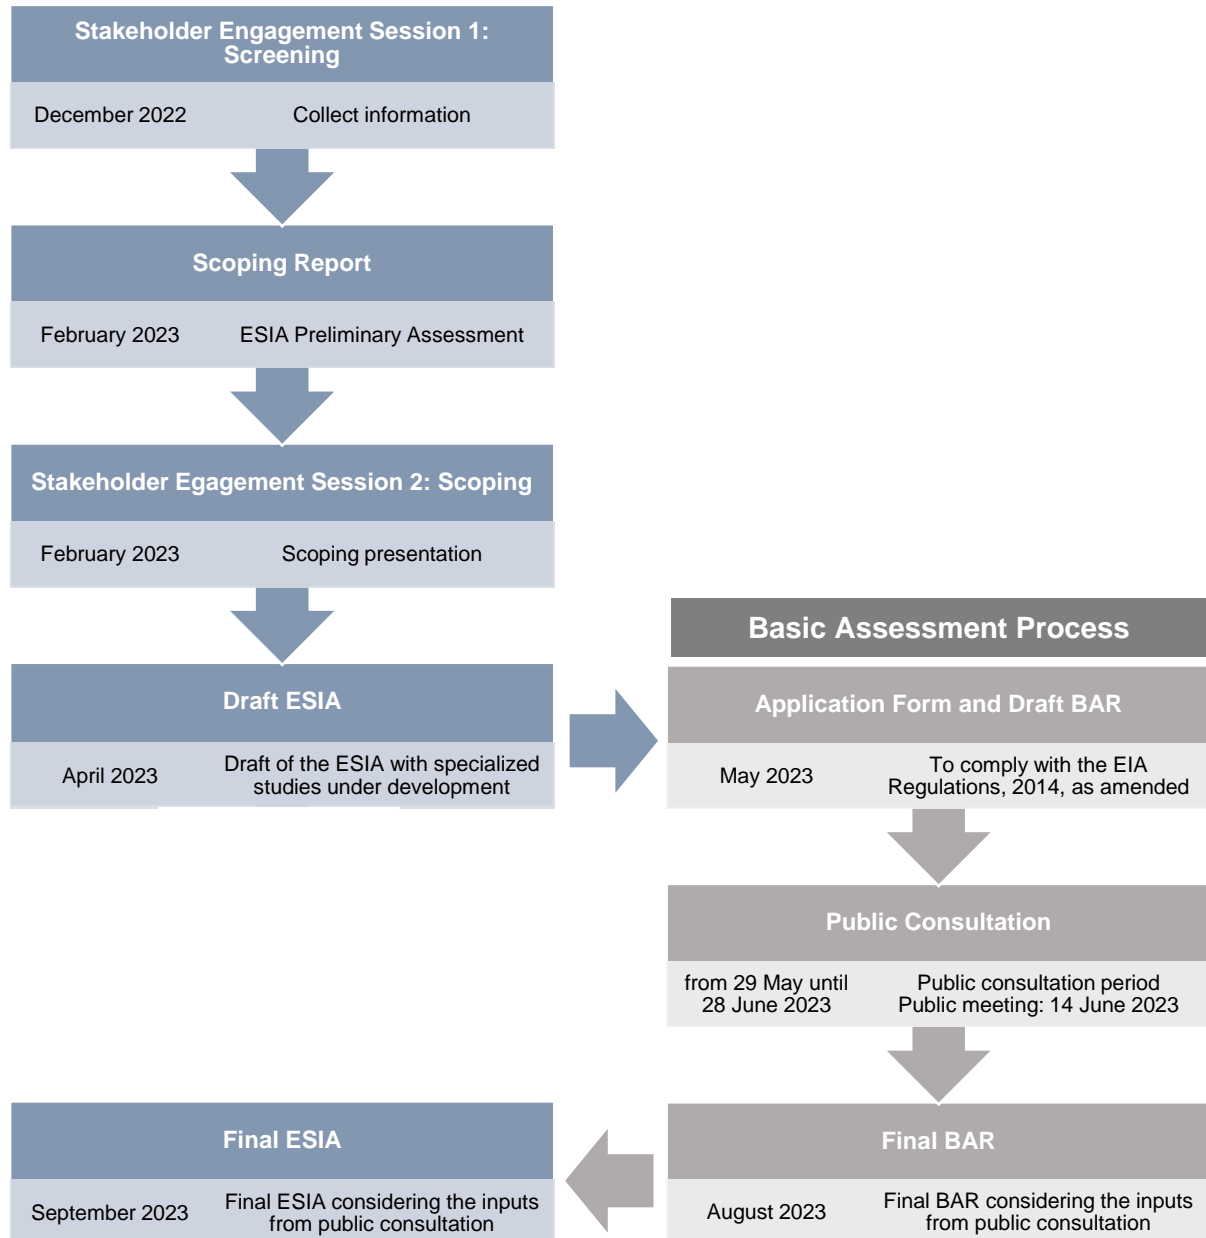 Stakeholder Engagement Session 1:
Screening
December 2022
Collect information
Scoping Report
February 2023
ESIA Preliminary Assessment
Stakeholder Egagement Session 2: Scoping
February 2023
Scoping presentation
Draft ESIA
April 2023
Draft of the ESIA with specialized
studies under development
Basic Assessment Process
Application Form and Draft BAR
May 2023
To comply with the EIA
Regulations, 2014, as amended
Public Consultation
from 29 May until
28 June 2023
Public consultation period
Public meeting: 14 June 2023
Final BAR
August 2023
Final BAR considering the inputs
from public consultation
Final ESIA
September 2023
Final ESIA considering the inputs
from public consultation